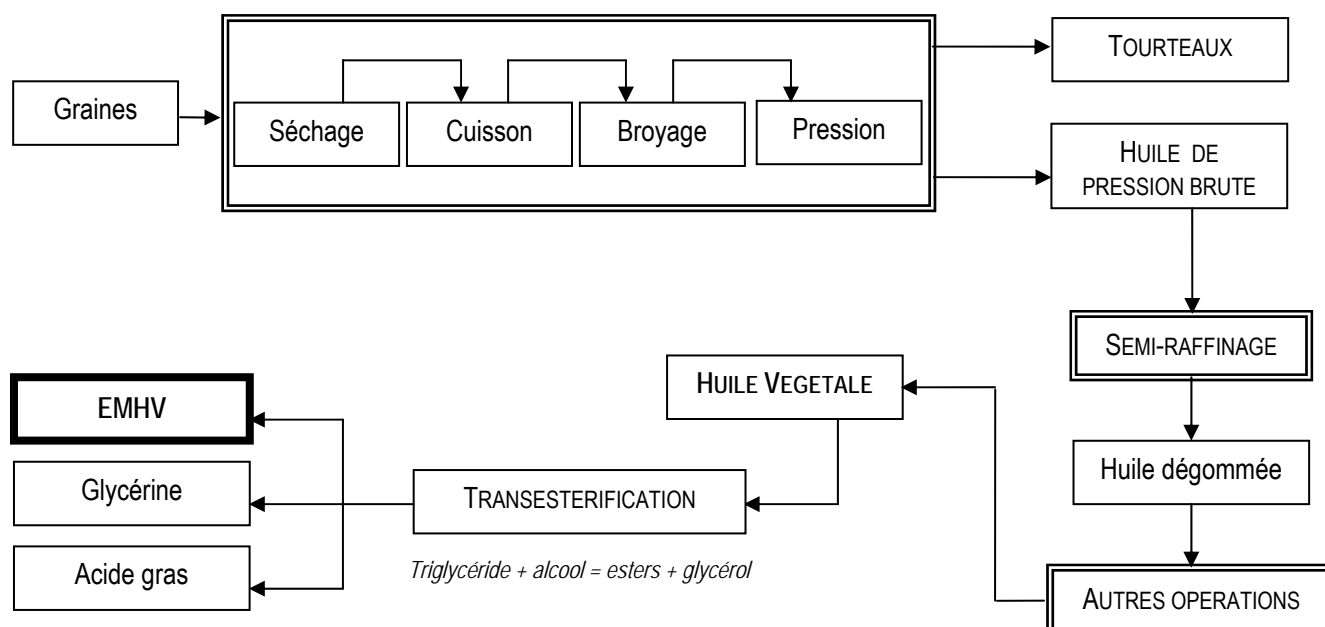 Graines
Séchage
Cuisson
Broyage
Pression
TOURTEAUX
HUILE DE
PRESSION BRUTE
SEMI-RAFFINAGE
Huile dégommée
AUTRES OPERATIONS
HUILE VEGETALE
TRANSESTERIFICATION
Triglycéride + alcool = esters + glycérol
EMHV
Glycérine
Acide gras